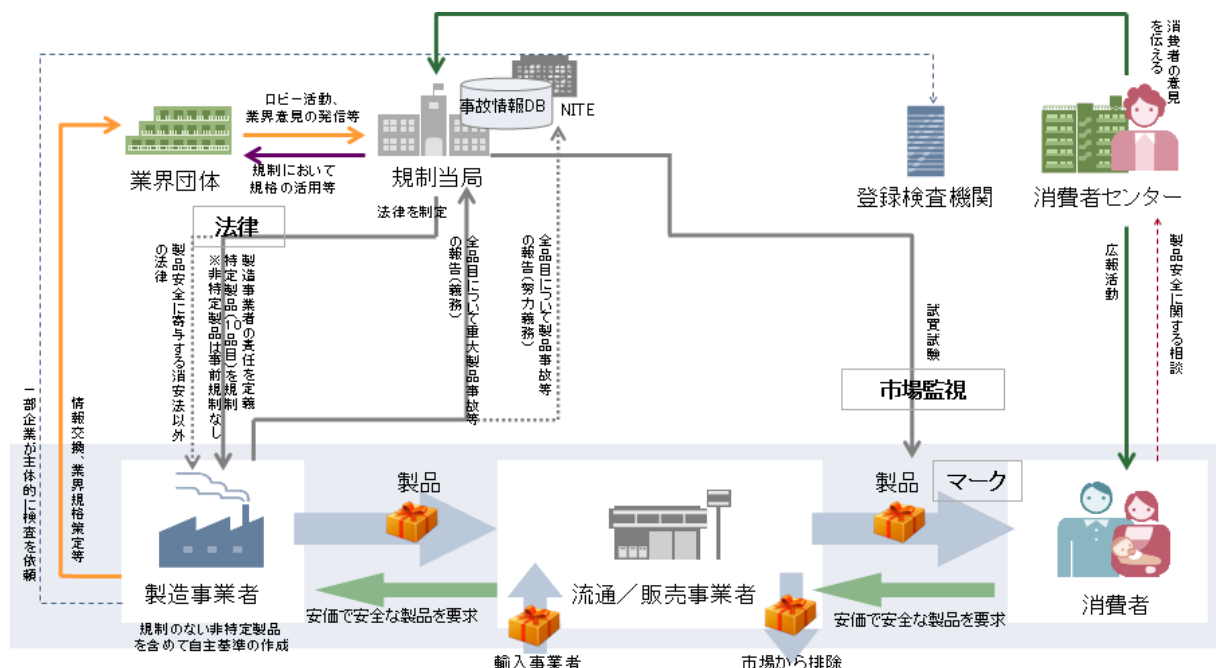 消費者の意見
を伝える
ロビー活動、
業界意見の発信等
事故情報DB
NITE
業界団体
規制において
規格の活用等
規制当局
登録検査機関
消費者センター
法律を制定
法律
製品安全に寄与する消安法以外
の法律
製造事業者の責任を定義
特定製品(10品目)を規制
※非特定製品は事前規制なし
全品目について重大製品事故等
の報告(義務)
全品目について製品事故等
の報告(努力義務)
試買試験
広報活動
製品安全に関する相談
市場監視
一部企業が主体的に検査を依頼
情報交換、業界規格策定等
製品
製品
マーク
製造事業者
流通/販売事業者
消費者
安価で安全な製品を要求
安価で安全な製品を要求
規制のない非特定製品
を含めて自主基準の作成
輸入事業者
市場から排除